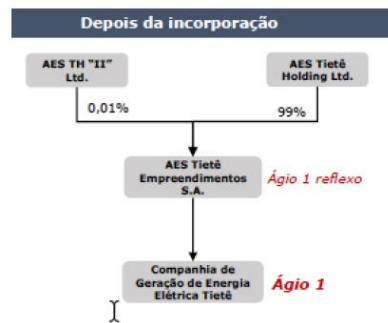 Depois da incorporação
AES TH "II"
Ltd.
AES Tietê
Holding Ltd.
0,01%
99%
AES Tietê
Empreendimentos
S.A.
Ágio 1 reflexo
Companhia de
Geração de Energia
Elétrica Tietê
Ágio 1